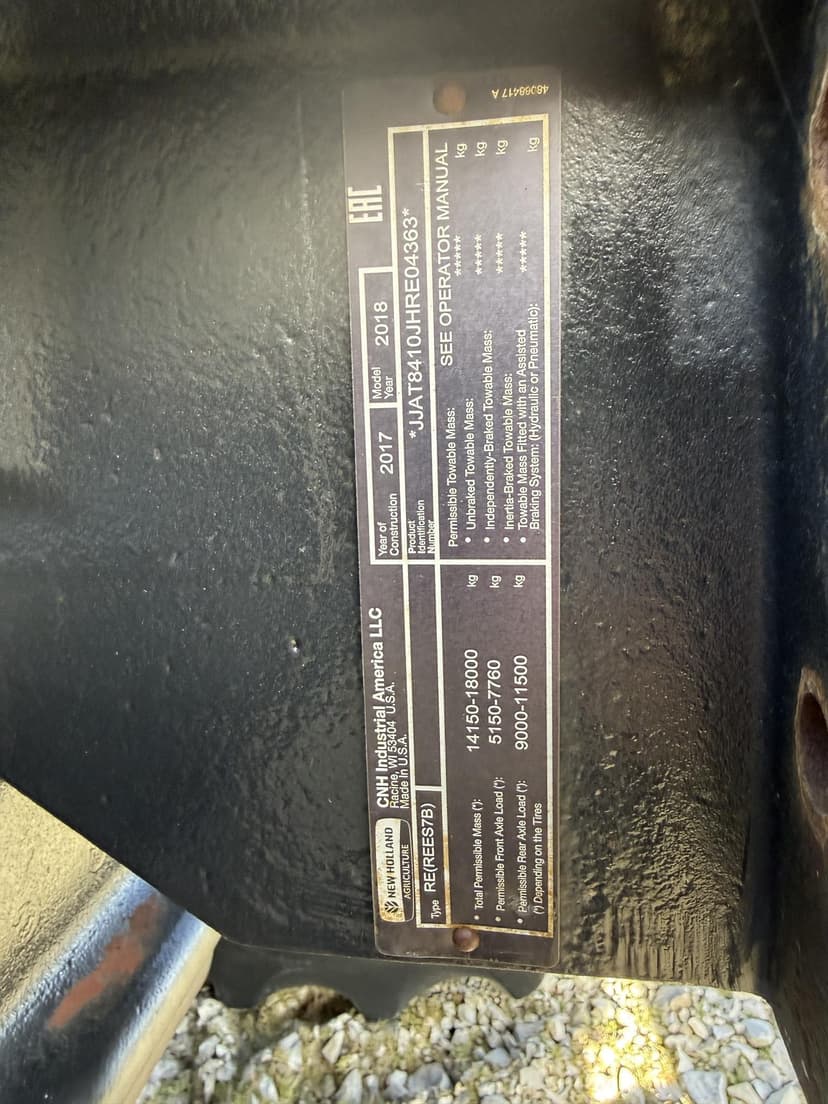 48068417 A
NEW HOLLAND
AGRICULTURE
CNH Industrial America LLC
Racine, WI 53404 U.S.A.
Made In U.S.A.
EAC
Year of Construction 2017
Model Year 2018
Type RE(REES7B)
Product Identification Number *JJAT8410JHRE04363*
• Total Permissible Mass (*): 14150-18000 kg
• Permissible Front Axle Load (*): 5150-7760 kg
• Permissible Rear Axle Load (*): 9000-11500 kg
(*) Depending on the Tires
Permissible Towable Mass: SEE OPERATOR MANUAL
• Unbraked Towable Mass: ***** kg
• Independently-Braked Towable Mass: ***** kg
• Inertia-Braked Towable Mass: ***** kg
• Towable Mass Fitted with an Assisted
Braking System: (Hydraulic or Pneumatic): ***** kg